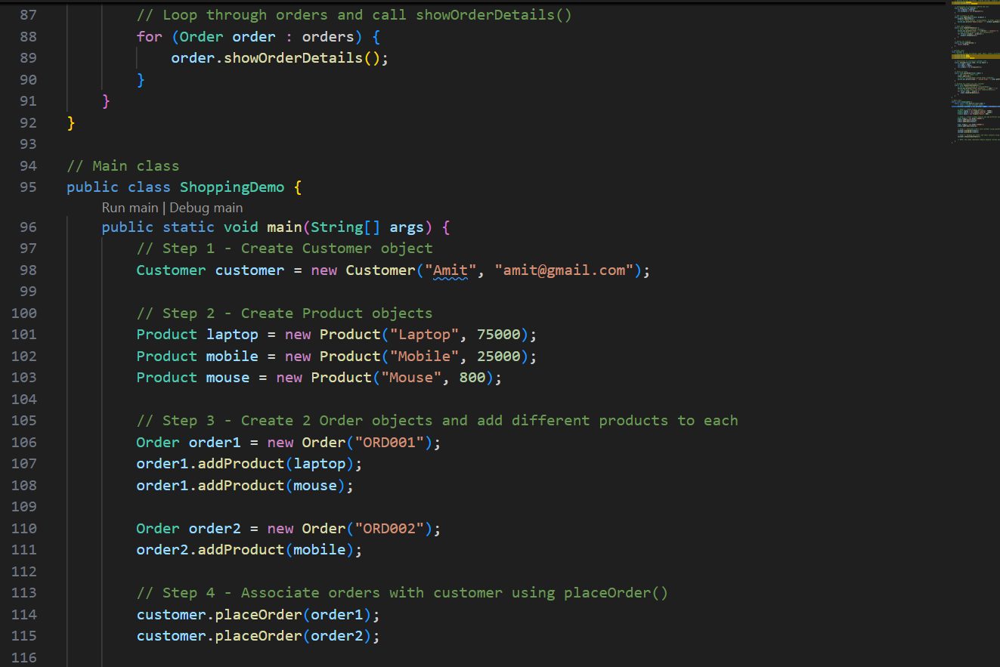 87 // Loop through orders and call showOrderDetails()
88 for (Order order : orders) {
89 order.showOrderDetails();
90 }
91 }
92 }
93
94 // Main class
95 public class ShoppingDemo {
Run main | Debug main
96 public static void main(String[] args) {
97 // Step 1 - Create Customer object
98 Customer customer = new Customer("Amit", "amit@gmail.com");
99
100 // Step 2 - Create Product objects
101 Product laptop = new Product("Laptop", 75000);
102 Product mobile = new Product("Mobile", 25000);
103 Product mouse = new Product("Mouse", 800);
104
105 // Step 3 - Create 2 Order objects and add different products to each
106 Order order1 = new Order("ORD001");
107 order1.addProduct(laptop);
108 order1.addProduct(mouse);
109
110 Order order2 = new Order("ORD002");
111 order2.addProduct(mobile);
112
113 // Step 4 - Associate orders with customer using placeOrder()
114 customer.placeOrder(order1);
115 customer.placeOrder(order2);
116